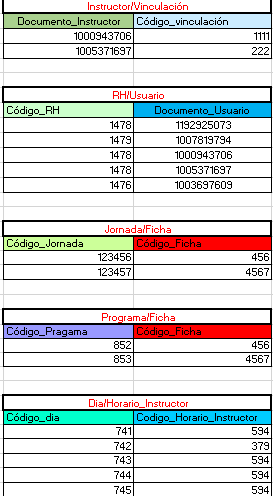 Instructor/Vinculación
Documento_Instructor Código_vinculación
1000943706 1111
1005371697 222
RH/Usuario
Código_RH Documento_Usuario
1478 1192925073
1479 1007819794
1478 1000943706
1478 1005371697
1476 1003697609
Jornada/Ficha
Código_Jornada Código_Ficha
123456 456
123457 4567
Programa/Ficha
Código_Pragama Código_Ficha
852 456
853 4567
Dia/Horario_Instructor
Código_dia Codigo_Horario_Instructor
741 594
742 379
743 594
744 594
745 594